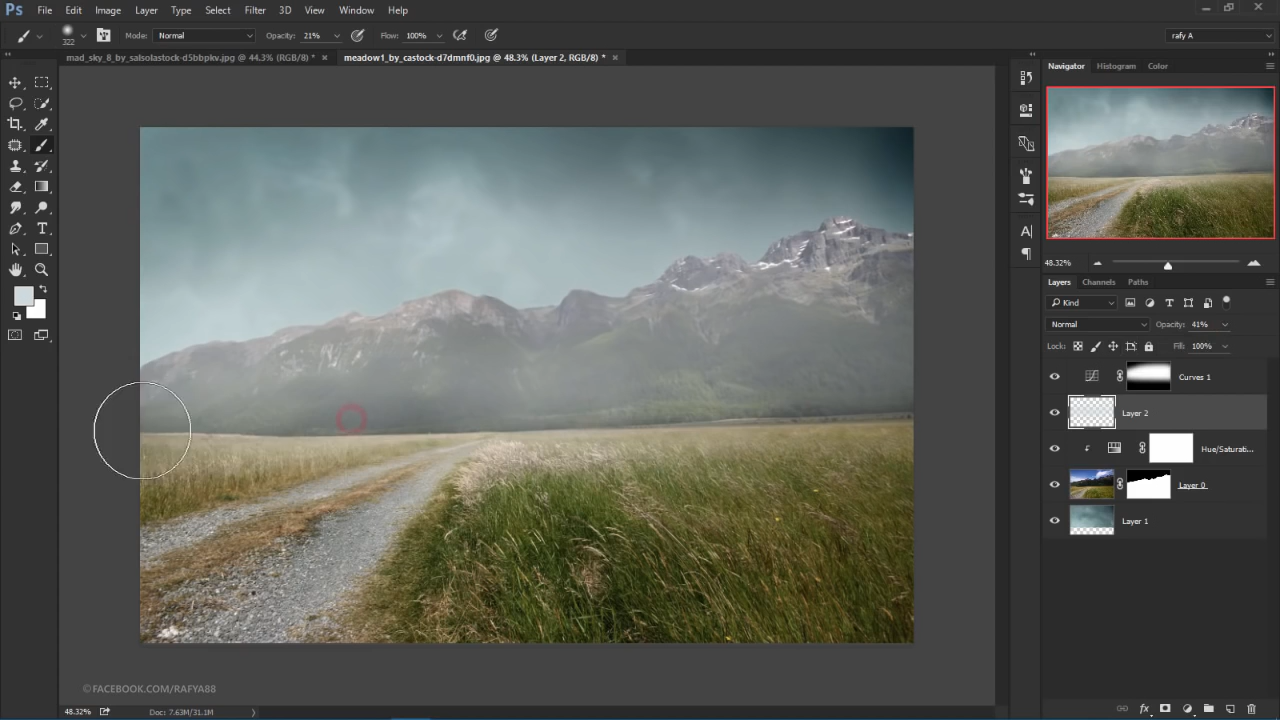 Ps File Edit Image Layer Type Select Filter 3D View Window Help
322 Mode: Normal Opacity: 21% Flow: 100% rafy A
mad_sky_8_by_salsolastock-d5bbpkv.jpg @ 44.3% (RGB/8) * × meadow1_by_castock-d7dmnf0.jpg @ 48.3% (Layer 2, RGB/8) * ×
Navigator Histogram Color
48.32%
Layers Channels Paths
Kind
Normal Opacity: 41%
Lock: Fill: 100%
Curves 1
Layer 2
Hue/Saturati...
Layer 0
Layer 1
©FACEBOOK.COM/RAFYA88
48.32% Doc: 7.63M/31.1M